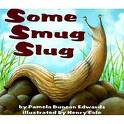 Some
Smug
Slug
by Pamela Duncan Edwards
Illustrated by Henry Cole